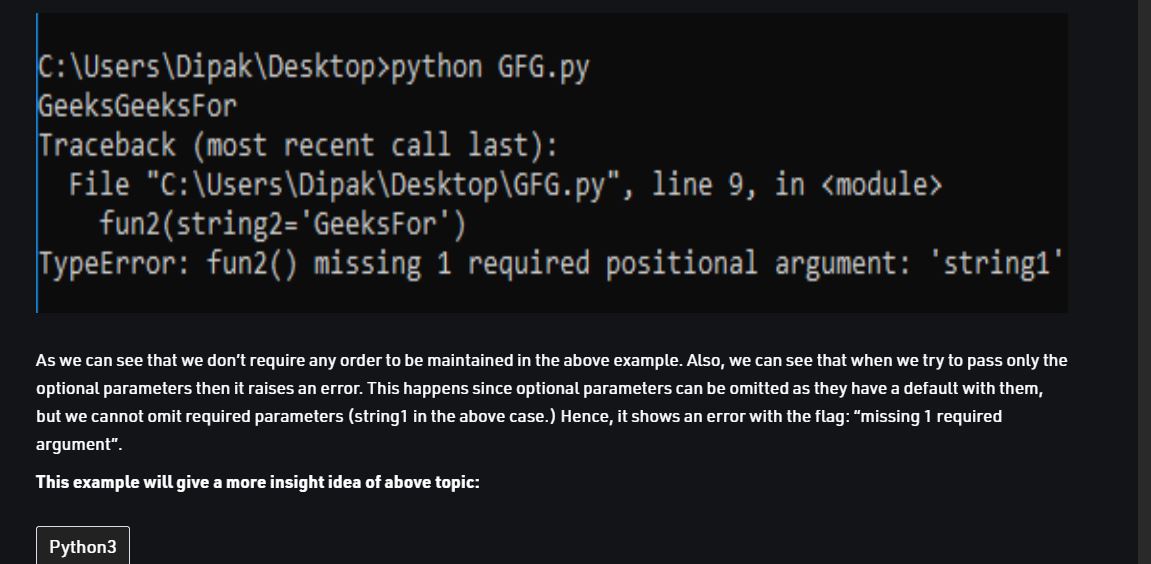 C:\Users\Dipak\Desktop>python GFG.py
GeeksGeeksFor
Traceback (most recent call last):
  File "C:\Users\Dipak\Desktop\GFG.py", line 9, in <module>
    fun2(string2='GeeksFor')
TypeError: fun2() missing 1 required positional argument: 'string1'
As we can see that we don’t require any order to be maintained in the above example. Also, we can see that when we try to pass only the
optional parameters then it raises an error. This happens since optional parameters can be omitted as they have a default with them,
but we cannot omit required parameters (string1 in the above case.) Hence, it shows an error with the flag: “missing 1 required
argument”.
This example will give a more insight idea of above topic:
Python3